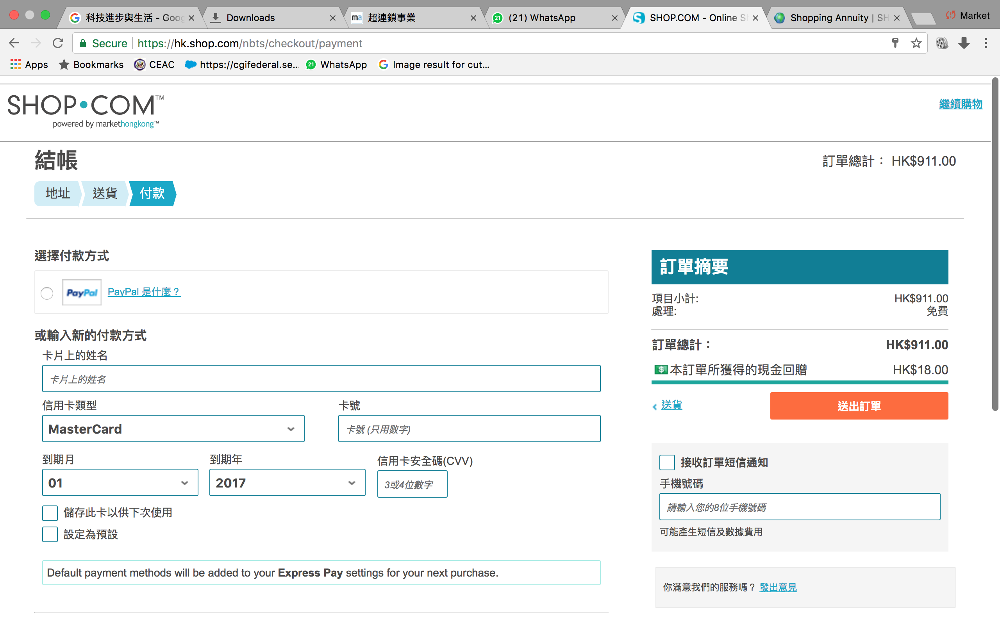 科技進步與生活 - Goog
Downloads
ma 超連鎖事業
21 (21) WhatsApp
SHOP.COM - Online Sh
Shopping Annuity | SH
Market
Secure https://hk.shop.com/nbts/checkout/payment
Apps Bookmarks CEAC https://cgifederal.se... 21 WhatsApp Image result for cut...
SHOP•COM™
powered by markethongkong™
繼續購物
結帳
訂單總計： HK$911.00
地址 送貨 付款
選擇付款方式
PayPal PayPal 是什麼？
或輸入新的付款方式
卡片上的姓名
卡片上的姓名
信用卡類型 卡號
MasterCard 卡號 (只用數字)
到期月 到期年 信用卡安全碼(CVV)
01 2017 3或4位數字
儲存此卡以供下次使用
設定為預設
Default payment methods will be added to your Express Pay settings for your next purchase.
訂單摘要
項目小計: HK$911.00
處理: 免費
訂單總計： HK$911.00
$ 本訂單所獲得的現金回贈 HK$18.00
‹ 送貨 送出訂單
接收訂單短信通知
手機號碼
請輸入您的8位手機號碼
可能產生短信及數據費用
你滿意我們的服務嗎？ 發出意見